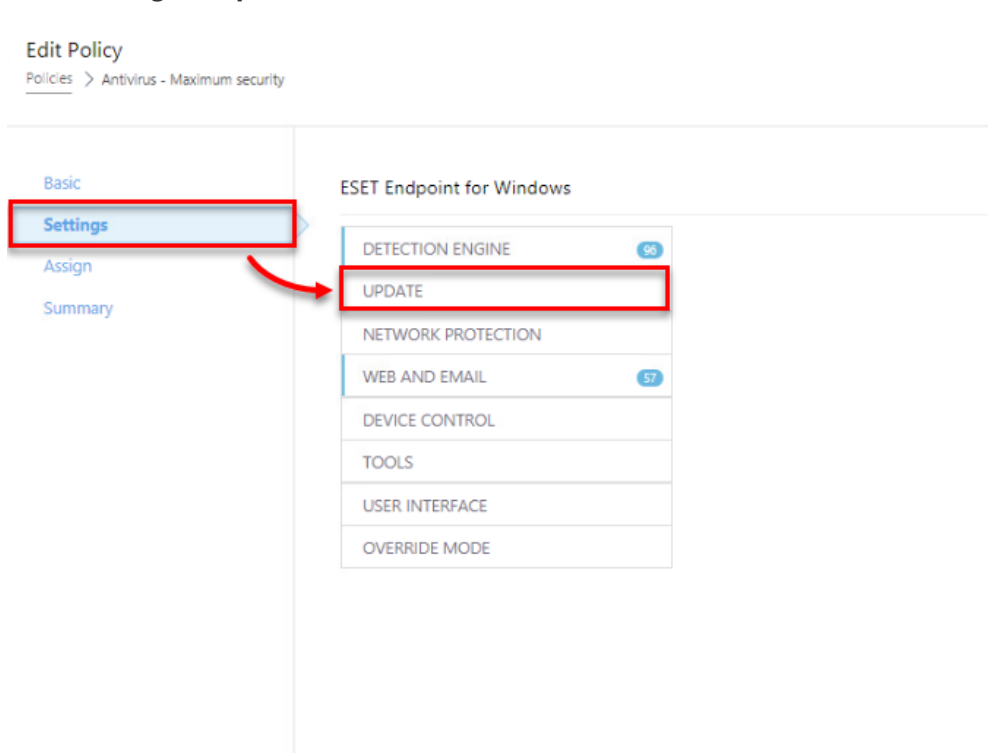 Edit Policy
Policies > Antivirus - Maximum security
Basic
Settings
Assign
Summary
ESET Endpoint for Windows
DETECTION ENGINE 96
UPDATE
NETWORK PROTECTION
WEB AND EMAIL 57
DEVICE CONTROL
TOOLS
USER INTERFACE
OVERRIDE MODE